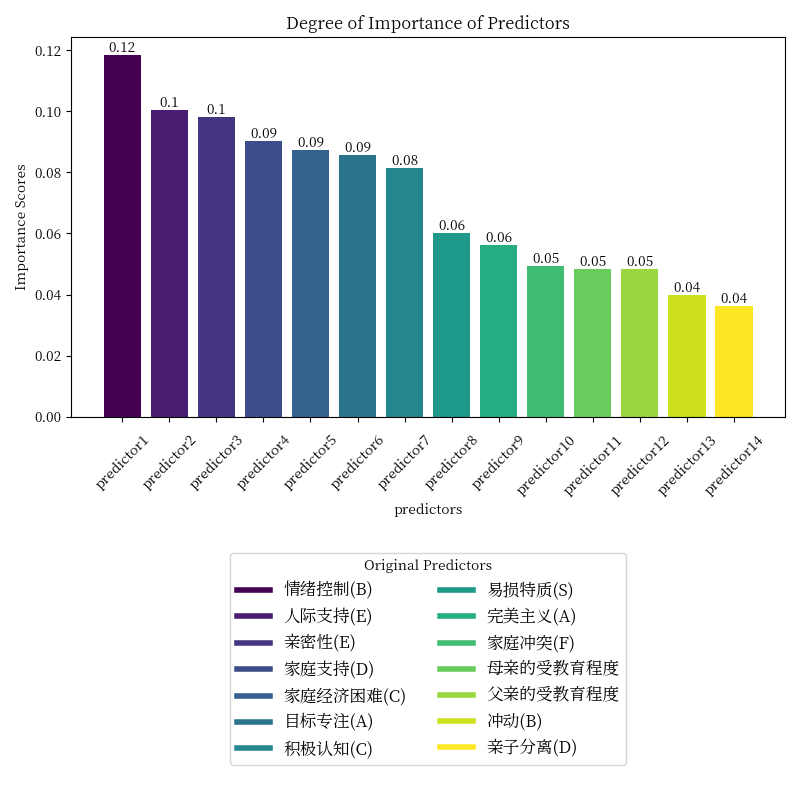 Degree of Importance of Predictors
Importance Scores
0.12
0.10
0.08
0.06
0.04
0.02
0.00
0.12
0.1
0.1
0.09
0.09
0.09
0.08
0.06
0.06
0.05
0.05
0.05
0.04
0.04
predictor1
predictor2
predictor3
predictor4
predictor5
predictor6
predictor7
predictor8
predictor9
predictor10
predictor11
predictor12
predictor13
predictor14
predictors
Original Predictors
情绪控制(B)
人际支持(E)
亲密性(E)
家庭支持(D)
家庭经济困难(C)
目标专注(A)
积极认知(C)
易损特质(S)
完美主义(A)
家庭冲突(F)
母亲的受教育程度
父亲的受教育程度
冲动(B)
亲子分离(D)